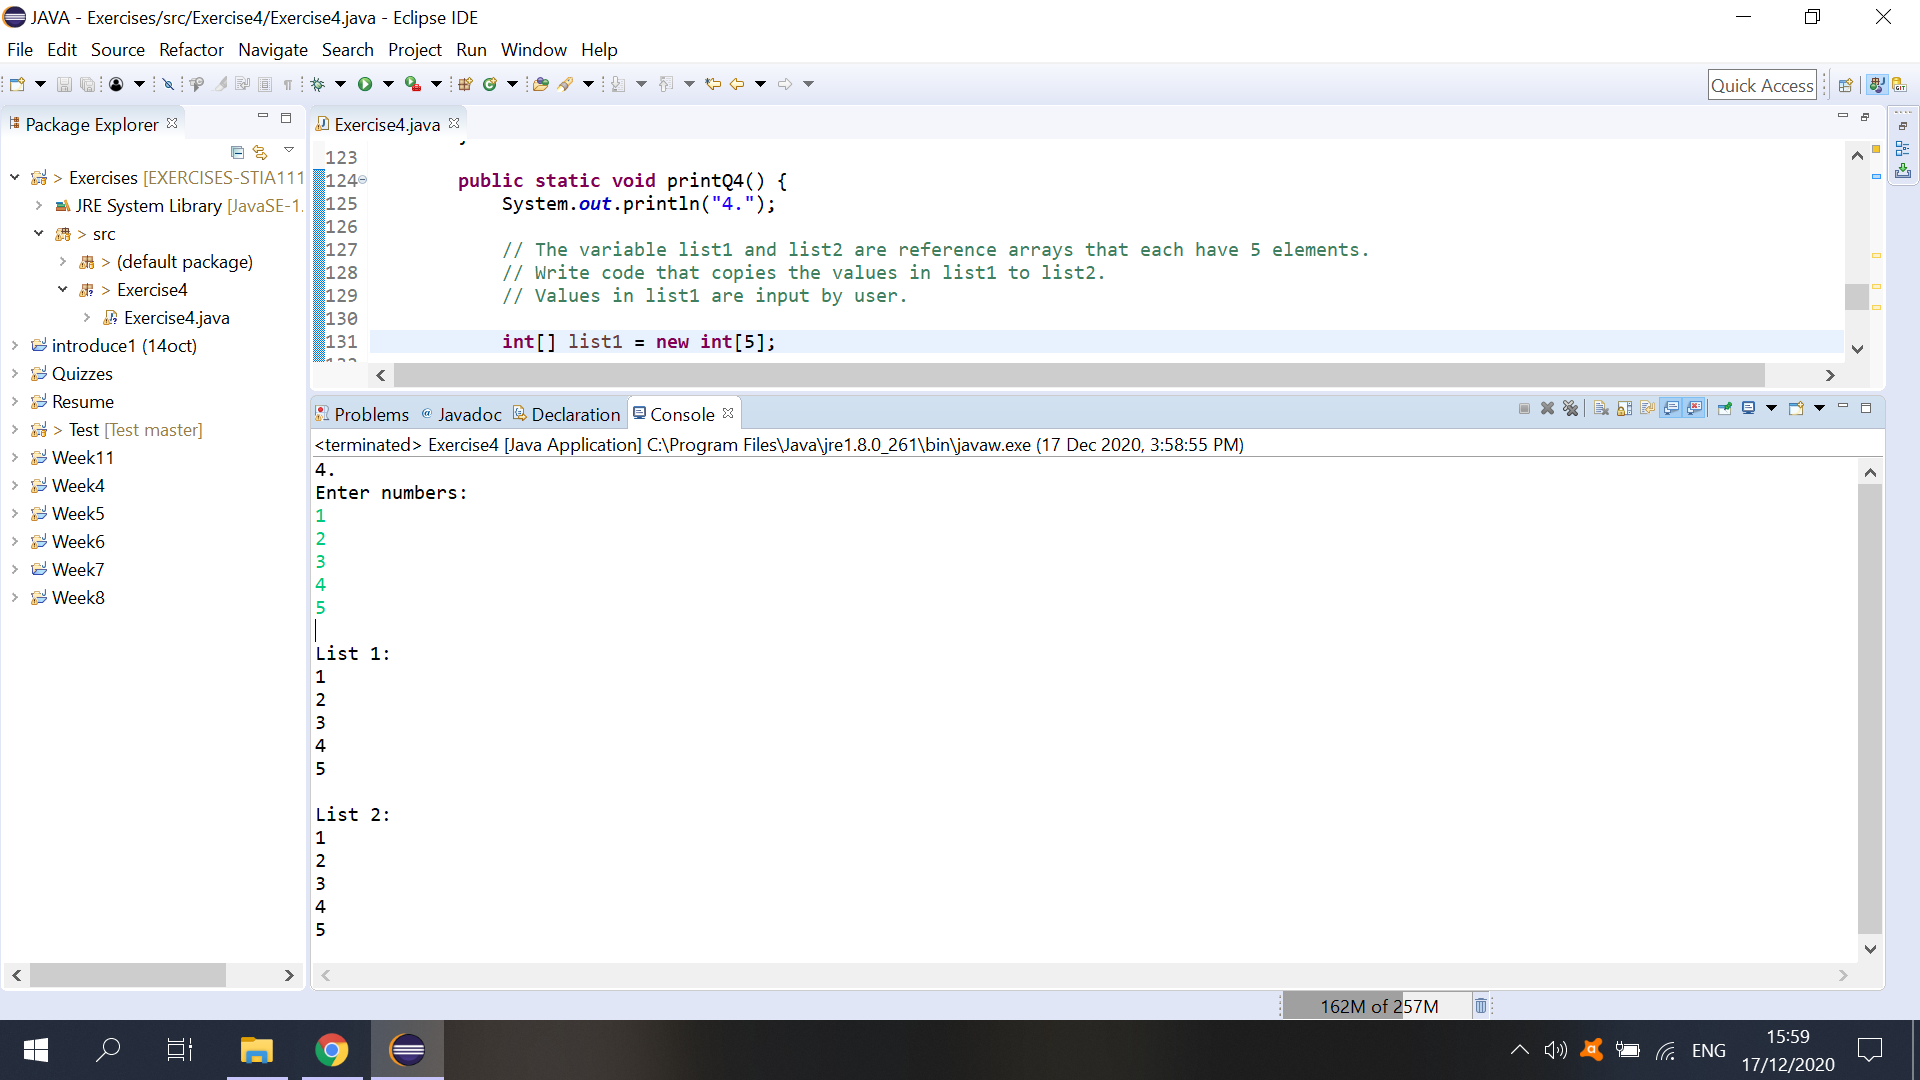 JAVA - Exercises/src/Exercise4/Exercise4.java - Eclipse IDE
File Edit Source Refactor Navigate Search Project Run Window Help
Quick Access
Package Explorer
Exercise4.java
> Exercises [EXERCISES-STIA111
JRE System Library [JavaSE-1.
> src
> (default package)
> Exercise4
Exercise4.java
introduce1 (14oct)
Quizzes
Resume
> Test [Test master]
Week11
Week4
Week5
Week6
Week7
Week8
123
124 public static void printQ4() {
125 System.out.println("4.");
126
127 // The variable list1 and list2 are reference arrays that each have 5 elements.
128 // Write code that copies the values in list1 to list2.
129 // Values in list1 are input by user.
130
131 int[] list1 = new int[5];
Problems @ Javadoc Declaration Console
<terminated> Exercise4 [Java Application] C:\Program Files\Java\jre1.8.0_261\bin\javaw.exe (17 Dec 2020, 3:58:55 PM)
4.
Enter numbers:
1
2
3
4
5
List 1:
1
2
3
4
5
List 2:
1
2
3
4
5
162M of 257M
ENG
15:59
17/12/2020